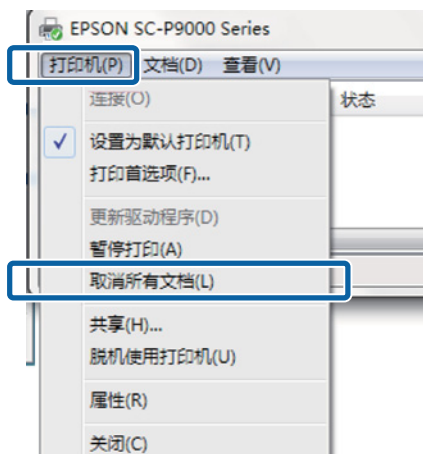 EPSON SC-P9000 Series
打印机(P) 文档(D) 查看(V)
连接(O) 状态
设置为默认打印机(T)
打印首选项(F)...
更新驱动程序(D)
暂停打印(A)
取消所有文档(L)
共享(H)...
脱机使用打印机(U)
属性(R)
关闭(C)